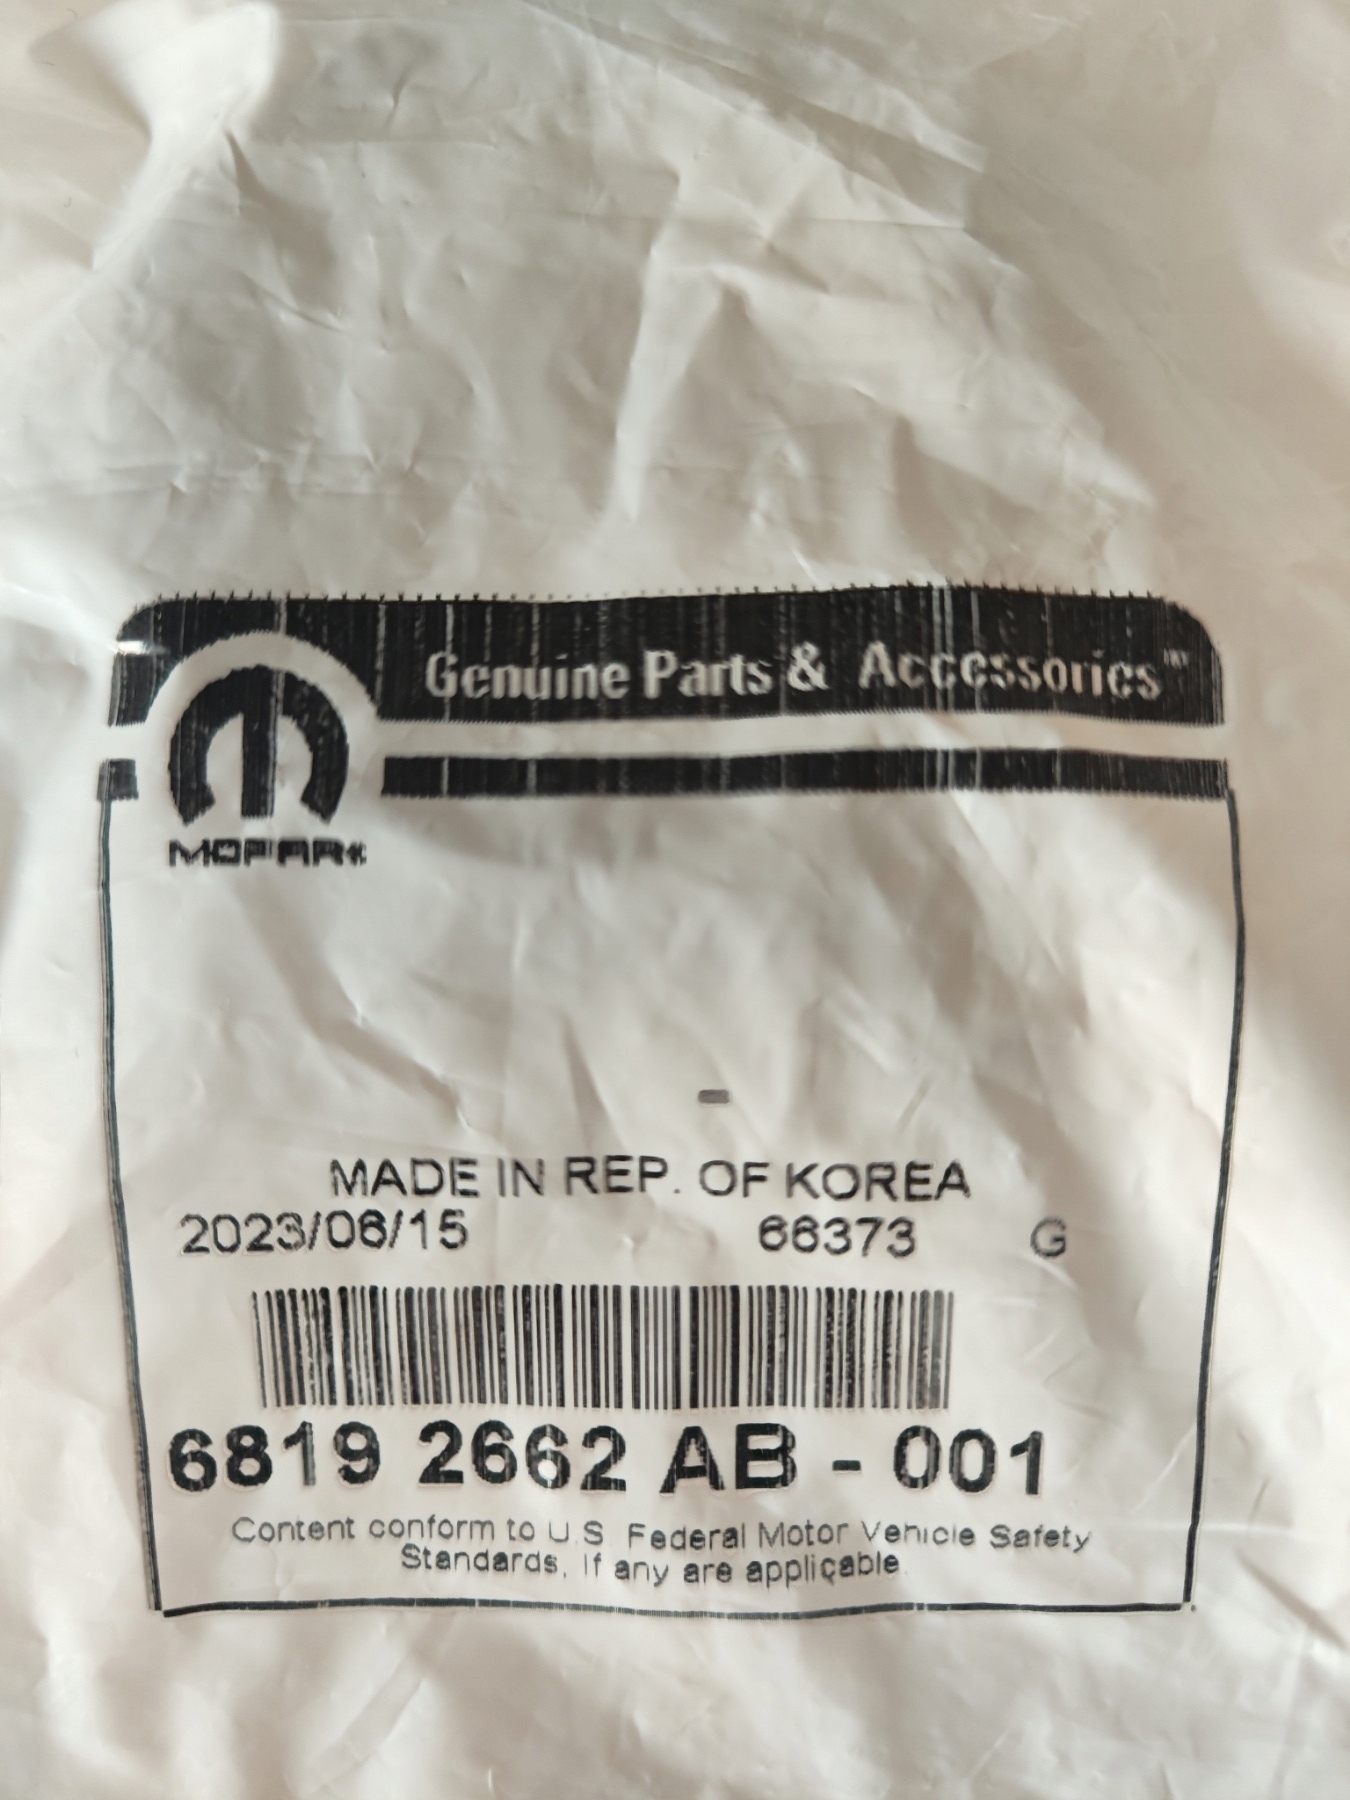 Genuine Parts & Accessories™
MOPAR
-
MADE IN REP. OF KOREA
2023/06/15 66373 G
6819 2662 AB - 001
Content conform to U.S Federal Motor Vehicle Safety
Standards, If any are applicable